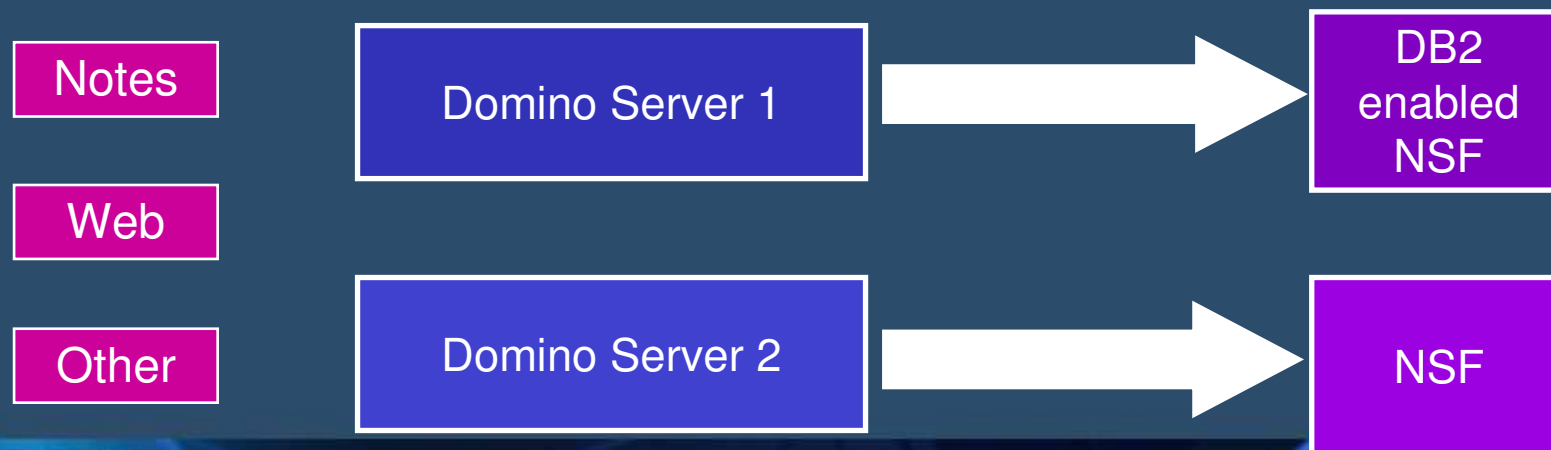 Notes
Web
Other
Domino Server 1
Domino Server 2
DB2
enabled
NSF
NSF